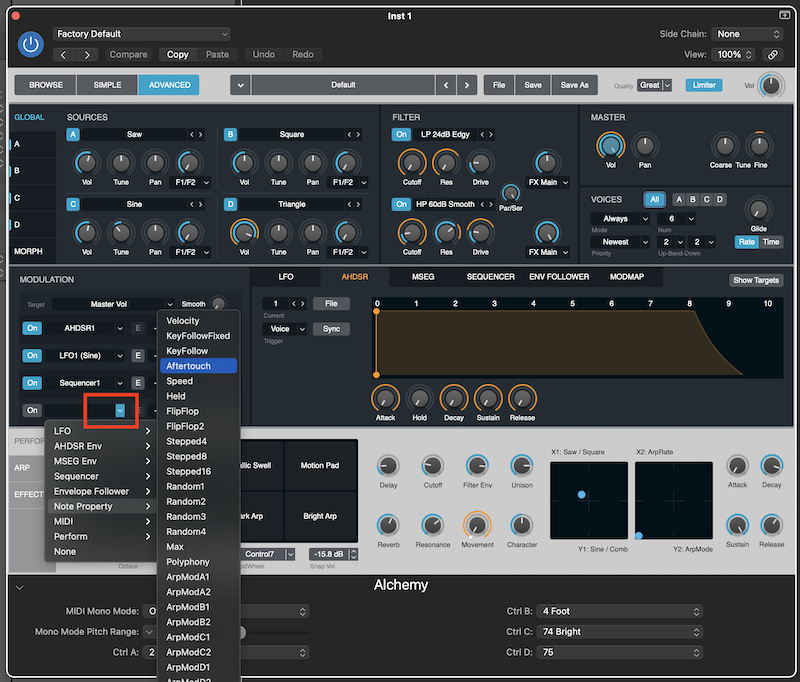 Inst 1
Factory Default
Side Chain: None
Compare Copy Paste Undo Redo
View: 100%
BROWSE SIMPLE ADVANCED Default File Save Save As Quality Great Limiter Vol
GLOBAL SOURCES FILTER MASTER
A Saw B Square On LP 24dB Edgy
A
Vol Tune Pan F1/F2 Vol Tune Pan F1/F2 Cutoff Res Drive FX Main Vol Pan Coarse Tune Fine
B
Par/Ser
C
C Sine D Triangle On HP 60dB Smooth
VOICES All A B C D
Always 6
Mode Num
D
Glide
Newest 2 2 Rate Time
Priority Up-Bend-Down
MORPH
Vol Tune Pan F1/F2 Vol Tune Pan F1/F2 Cutoff Res Drive FX Main
MODULATION LFO AHDSR MSEG SEQUENCER ENV FOLLOWER MODMAP Show Targets
Target Master Vol Smooth
1 File
Current
0 1 2 3 4 5 6 7 8 9 10
On AHDSR1 E
Voice Sync
Trigger
On LFO1 (Sine) E
On Sequencer1 E
On E
Attack Hold Decay Sustain Release
Velocity
KeyFollowFixed
KeyFollow
Aftertouch
Speed
Held
FlipFlop
FlipFlop2
Stepped4
Stepped8
Stepped16
Random1
Random2
Random3
Random4
Max
Polyphony
ArpModA1
ArpModA2
ArpModB1
ArpModB2
ArpModC1
ArpModC2
ArpModD1
ArpModD2
LFO
AHDSR Env
MSEG Env
Sequencer
Envelope Follower
Note Property
MIDI
Perform
None
PERFOR
ARP
EFFECT
Octave
allic Swell Motion Pad
ark Arp Bright Arp
Control7 -15.8 dB
odWheel Snap Vol
Delay Cutoff Filter Env Unison
Reverb Resonance Movement Character
X1: Saw / Square X2: ArpRate
Y1: Sine / Comb Y2: ArpMode
Attack Decay
Sustain Release
Alchemy
MIDI Mono Mode: O
Mono Mode Pitch Range:
Ctrl A: 2
Ctrl B: 4 Foot
Ctrl C: 74 Bright
Ctrl D: 75